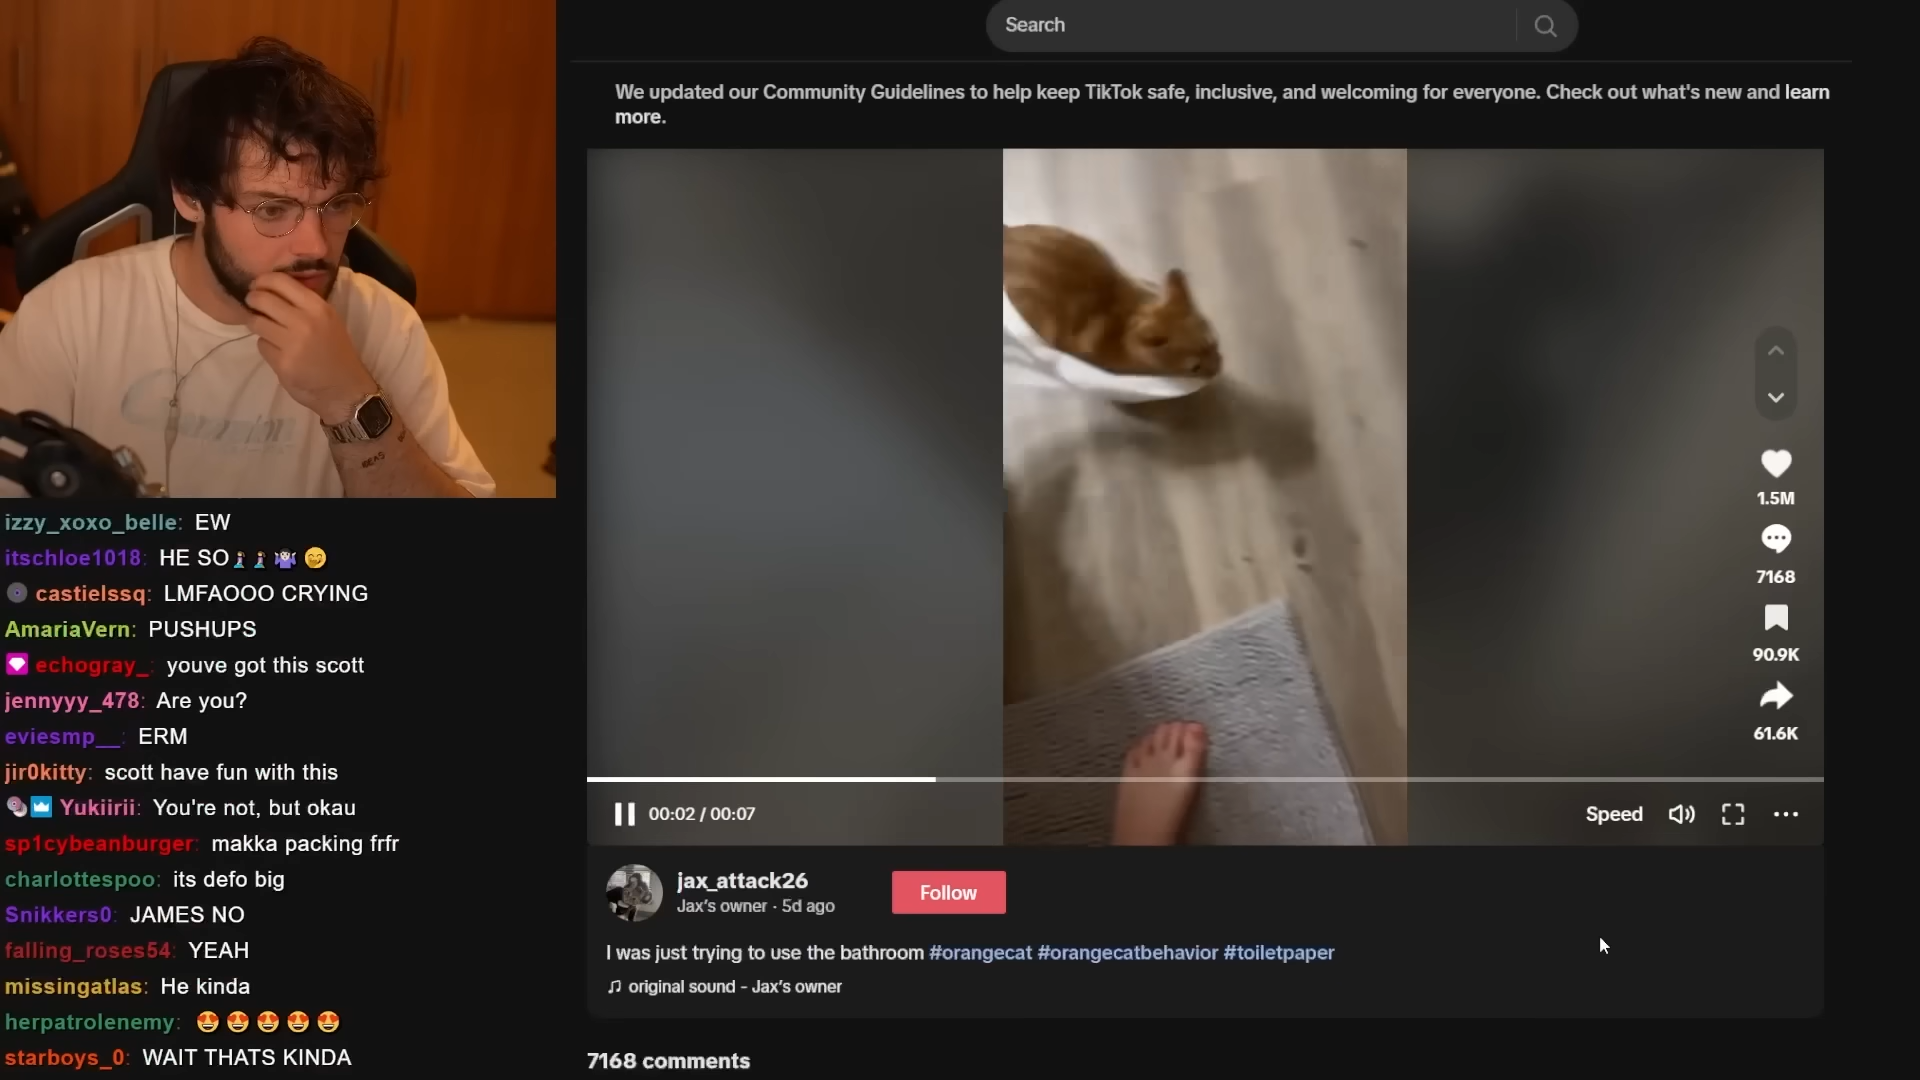 Search
We updated our Community Guidelines to help keep TikTok safe, inclusive, and welcoming for everyone. Check out what's new and learn
more.
1.5M
7168
90.9K
61.6K
00:02 / 00:07
Speed
jax_attack26
Jax's owner · 5d ago
Follow
I was just trying to use the bathroom #orangecat #orangecatbehavior #toiletpaper
original sound - Jax's owner
7168 comments
izzy_xoxo_belle: EW
itschloe1018: HE SO
castielssq: LMFAOOO CRYING
AmariaVern: PUSHUPS
echogray_: youve got this scott
jennyyy_478: Are you?
eviesmp__: ERM
jir0kitty: scott have fun with this
Yukiirii: You're not, but okau
sp1cybeanburger: makka packing frfr
charlottespoo: its defo big
Snikkers0: JAMES NO
falling_roses54: YEAH
missingatlas: He kinda
herpatrolenemy: 😍 😍 😍 😍 😍
starboys_0: WAIT THATS KINDA